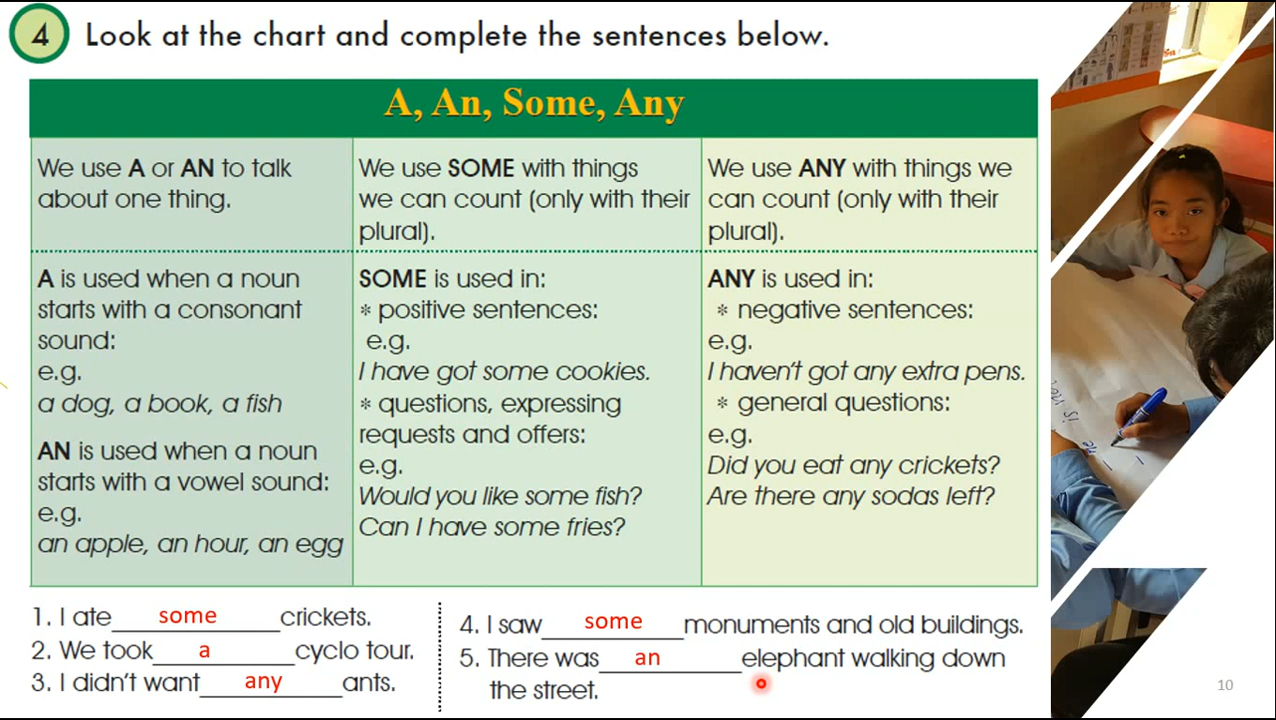 4 Look at the chart and complete the sentences below.
A, An, Some, Any
We use A or AN to talk
about one thing.
We use SOME with things
we can count (only with their
plural).
We use ANY with things we
can count (only with their
plural).
A is used when a noun
starts with a consonant
sound:
e.g.
a dog, a book, a fish
AN is used when a noun
starts with a vowel sound:
e.g.
an apple, an hour, an egg
SOME is used in:
* positive sentences:
e.g.
I have got some cookies.
* questions, expressing
requests and offers:
e.g.
Would you like some fish?
Can I have some fries?
ANY is used in:
* negative sentences:
e.g.
I haven't got any extra pens.
* general questions:
e.g.
Did you eat any crickets?
Are there any sodas left?
1. I ate some crickets.
2. We took a cyclo tour.
3. I didn't want any ants.
4. I saw some monuments and old buildings.
5. There was an elephant walking down
the street.
10